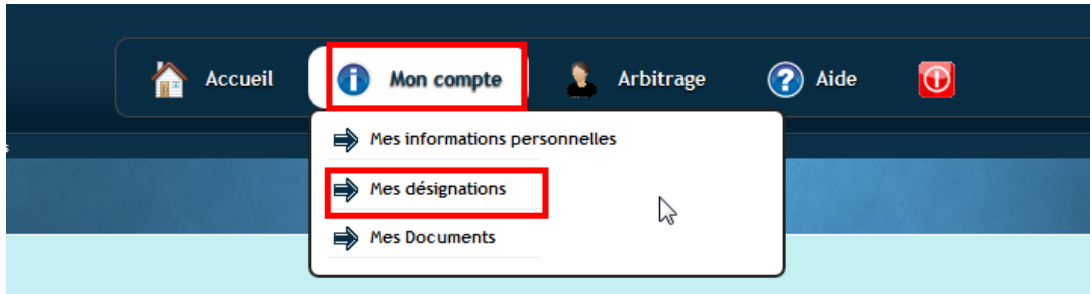 Accueil Mon compte Arbitrage Aide
Mes informations personnelles
s
Mes désignations
Mes Documents